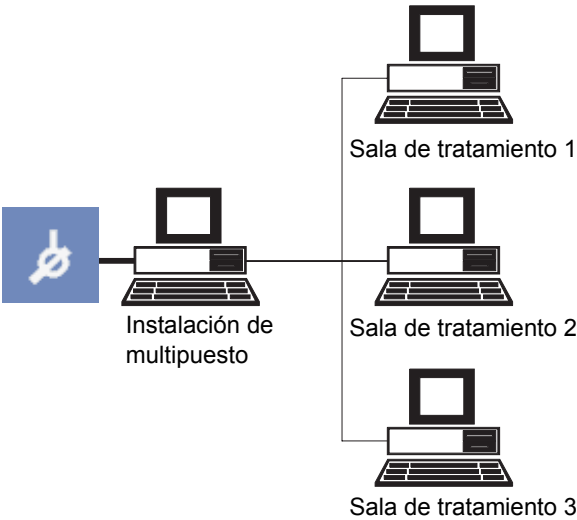 Sala de tratamiento 1
Instalación de
multipuesto
Sala de tratamiento 2
Sala de tratamiento 3